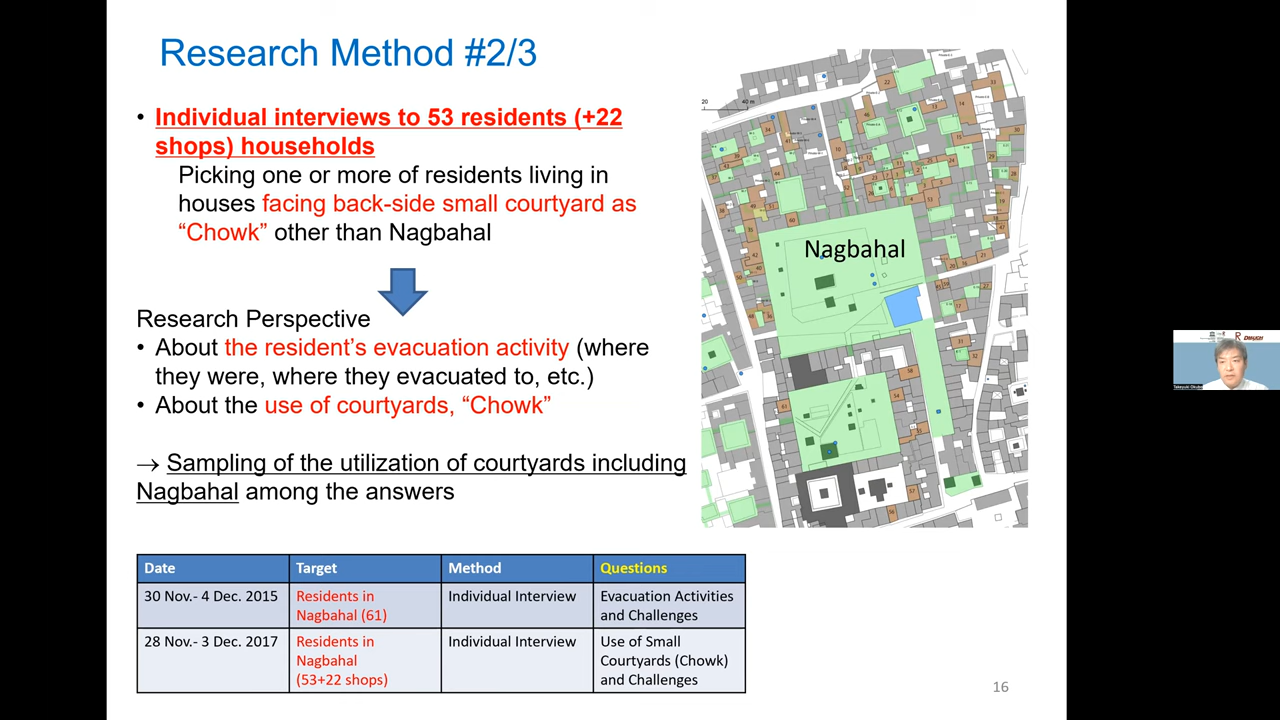 Research Method #2/3
• Individual interviews to 53 residents (+22
shops) households
Picking one or more of residents living in
houses facing back-side small courtyard as
“Chowk” other than Nagbahal
Research Perspective
• About the resident’s evacuation activity (where
they were, where they evacuated to, etc.)
• About the use of courtyards, “Chowk”
→ Sampling of the utilization of courtyards including
Nagbahal among the answers
Date Target Method Questions
30 Nov.- 4 Dec. 2015 Residents in Nagbahal (61) Individual Interview Evacuation Activities and Challenges
28 Nov.- 3 Dec. 2017 Residents in Nagbahal (53+22 shops) Individual Interview Use of Small Courtyards (Chowk) and Challenges
20 40 m
Nagbahal
16